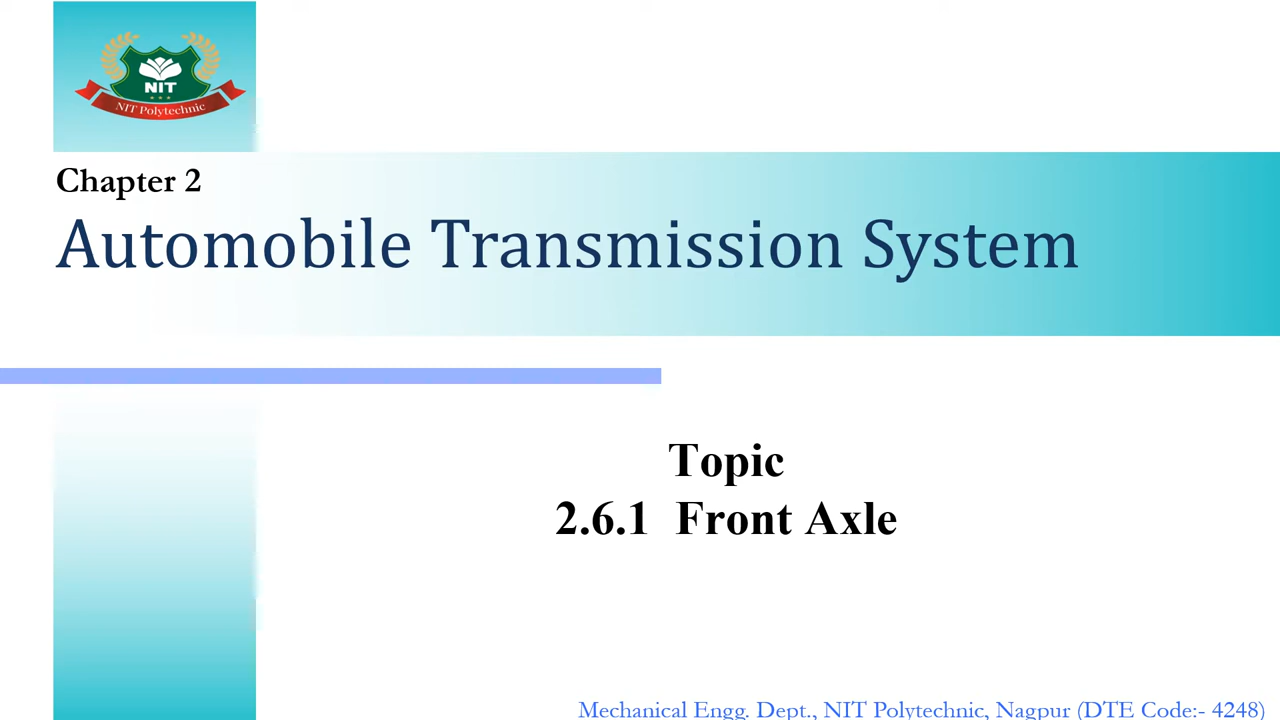 NIT
NIT Polytechnic
Chapter 2
Automobile Transmission System
Topic
2.6.1 Front Axle
Mechanical Engg. Dept., NIT Polytechnic, Nagpur (DTE Code:- 4248)